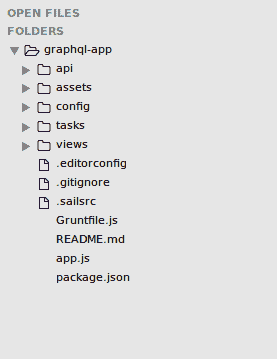 OPEN FILES
FOLDERS
graphql-app
api
assets
config
tasks
views
.editorconfig
.gitignore
.sailsrc
Gruntfile.js
README.md
app.js
package.json